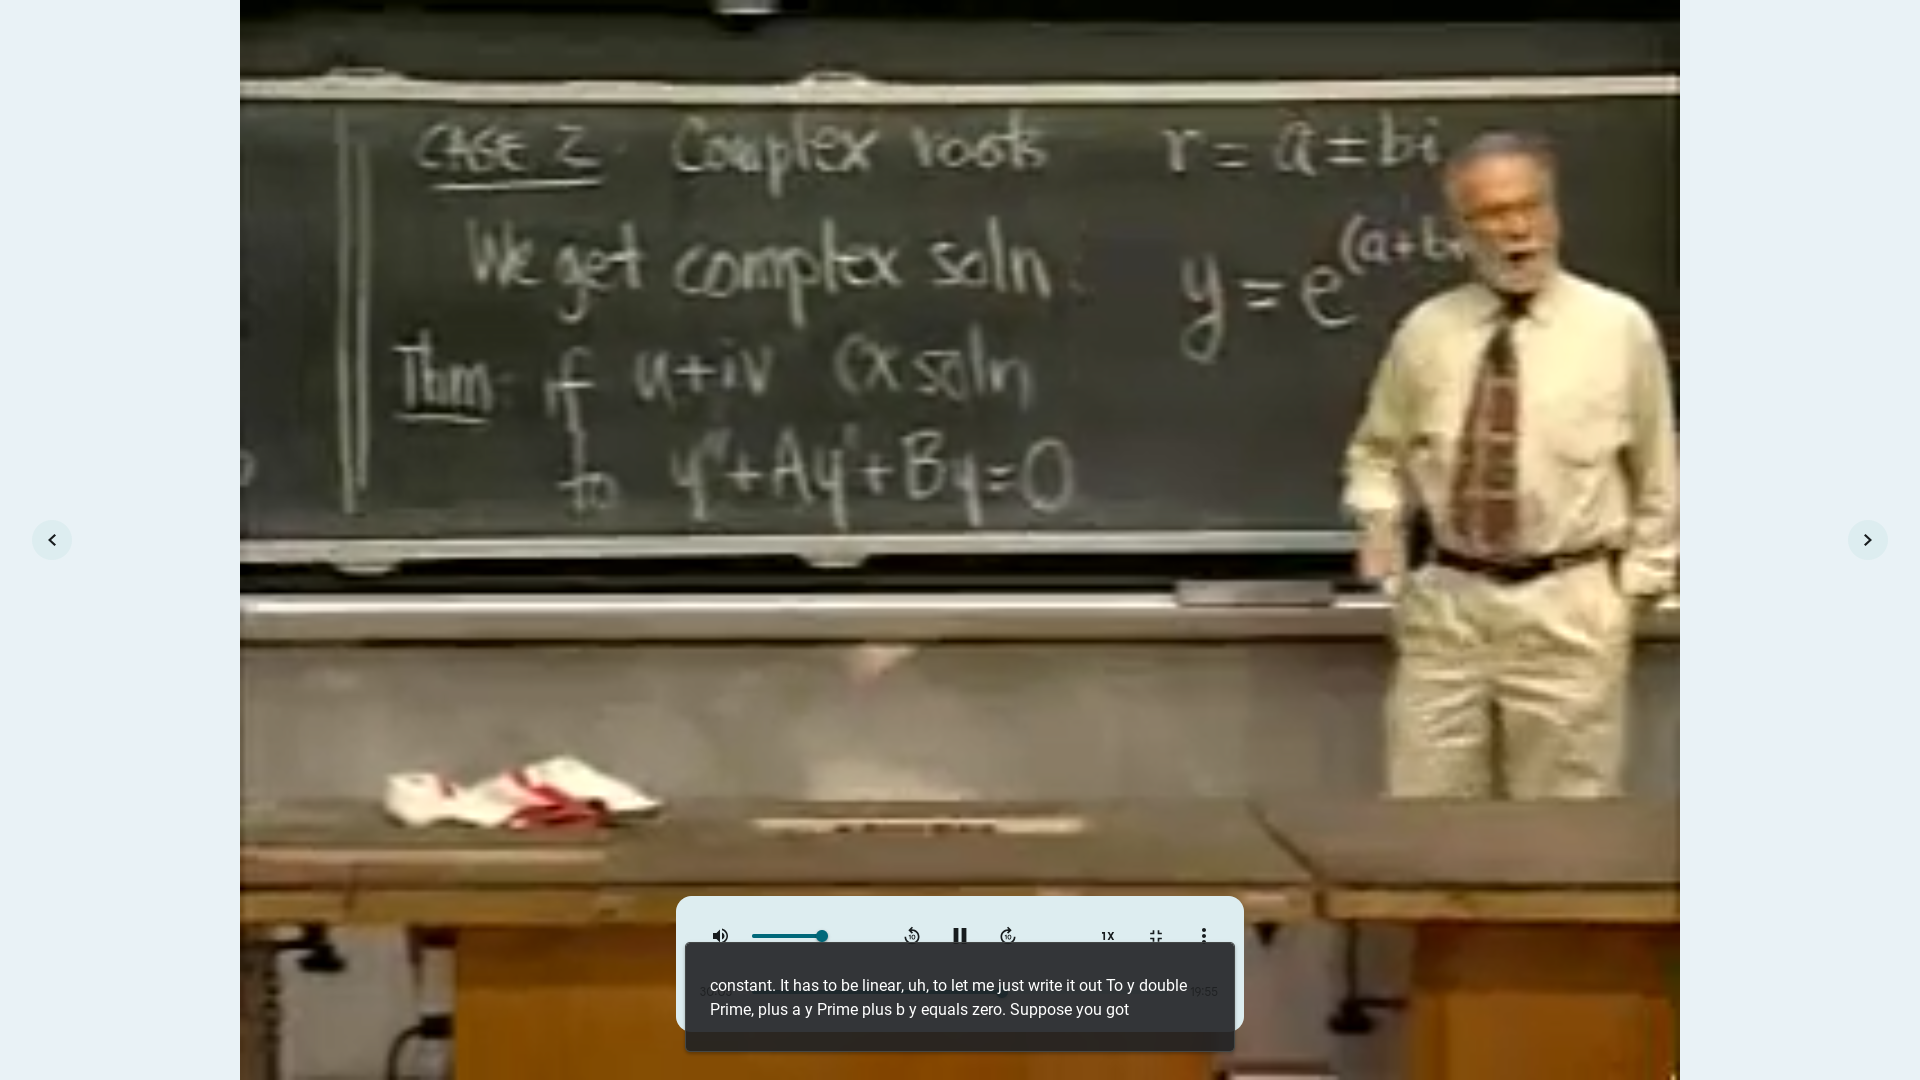 CASE 2 Complex roots r = a ± bi
We get complex soln. y = e^(a+b
Thm: if u+iv cx soln
to y''+Ay'+By=0
10 10 1X
constant. It has to be linear, uh, to let me just write it out To y double
Prime, plus a y Prime plus b y equals zero. Suppose you got